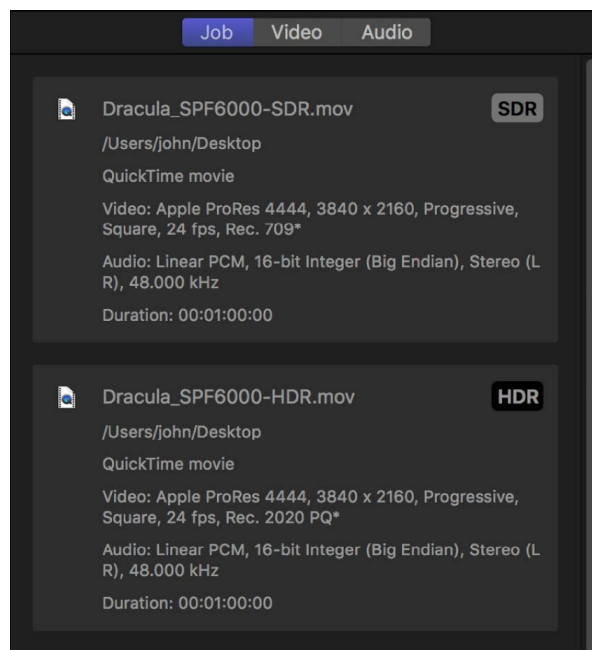 Job Video Audio
Dracula_SPF6000-SDR.mov SDR
/Users/john/Desktop
QuickTime movie
Video: Apple ProRes 4444, 3840 x 2160, Progressive,
Square, 24 fps, Rec. 709*
Audio: Linear PCM, 16-bit Integer (Big Endian), Stereo (L
R), 48.000 kHz
Duration: 00:01:00:00
Dracula_SPF6000-HDR.mov HDR
/Users/john/Desktop
QuickTime movie
Video: Apple ProRes 4444, 3840 x 2160, Progressive,
Square, 24 fps, Rec. 2020 PQ*
Audio: Linear PCM, 16-bit Integer (Big Endian), Stereo (L
R), 48.000 kHz
Duration: 00:01:00:00